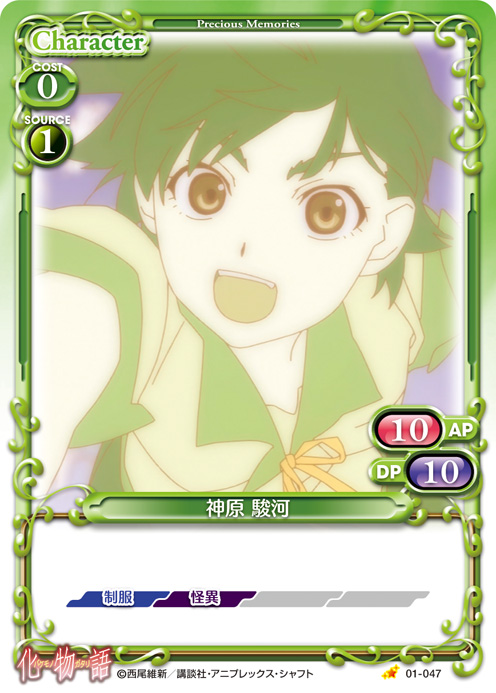 Precious Memories
Character
COST
0
SOURCE
1
10 AP
DP 10
神原 駿河
制服 怪異
化物語
©西尾維新／講談社・アニプレックス・シャフト
01-047